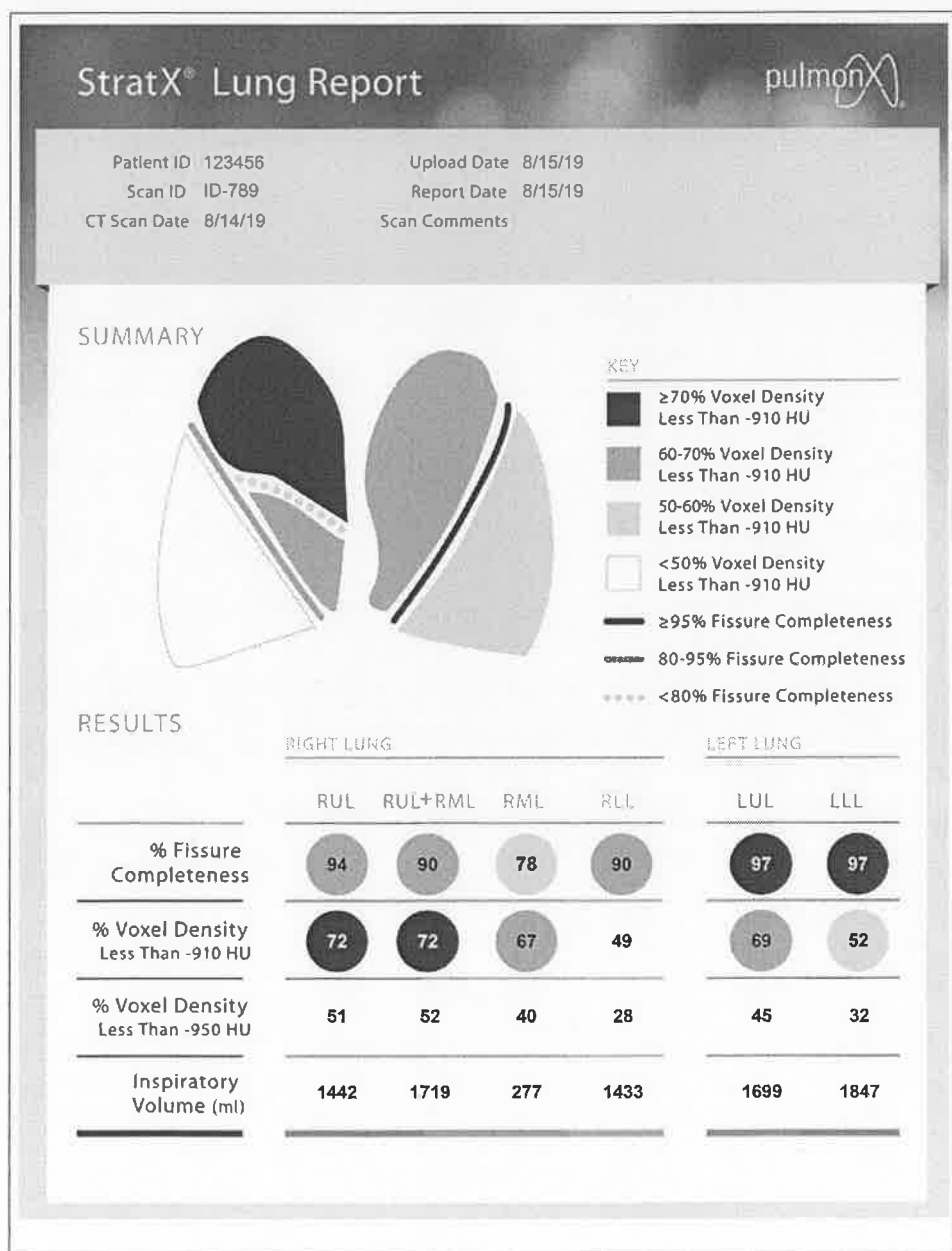 StratX® Lung Report
pulmonX®
Patient ID 123456
Upload Date 8/15/19
Scan ID ID-789
Report Date 8/15/19
CT Scan Date 8/14/19
Scan Comments
SUMMARY
KEY
≥70% Voxel Density
Less Than -910 HU
60-70% Voxel Density
Less Than -910 HU
50-60% Voxel Density
Less Than -910 HU
<50% Voxel Density
Less Than -910 HU
≥95% Fissure Completeness
80-95% Fissure Completeness
<80% Fissure Completeness
RESULTS
RIGHT LUNG LEFT LUNG
RUL RUL+RML RML RLL LUL LLL
% Fissure
Completeness
94 90 78 90 97 97
% Voxel Density
Less Than -910 HU
72 72 67 49 69 52
% Voxel Density
Less Than -950 HU
51 52 40 28 45 32
Inspiratory
Volume (ml)
1442 1719 277 1433 1699 1847